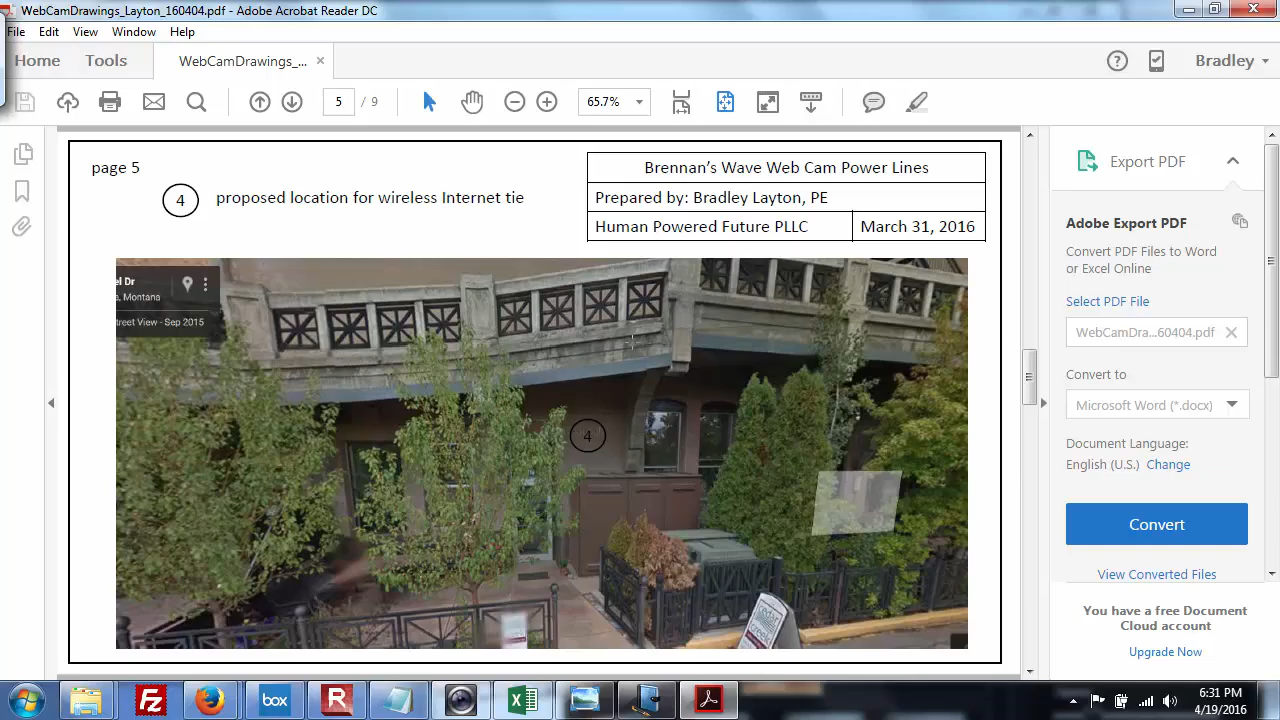 WebCamDrawings_Layton_160404.pdf - Adobe Acrobat Reader DC
File Edit View Window Help
Home Tools WebCamDrawings_... × Bradley
5 / 9 65.7%
page 5
4 proposed location for wireless Internet tie
Brennan's Wave Web Cam Power Lines
Prepared by: Bradley Layton, PE
Human Powered Future PLLC March 31, 2016
el Dr
, Montana
treet View - Sep 2015
4
cedar
creek
Export PDF
Adobe Export PDF
Convert PDF Files to Word
or Excel Online
Select PDF File
WebCamDra...60404.pdf
Convert to
Microsoft Word (*.docx)
Document Language:
English (U.S.) Change
Convert
View Converted Files
You have a free Document
Cloud account
Upgrade Now
Fz box R X
6:31 PM
4/19/2016